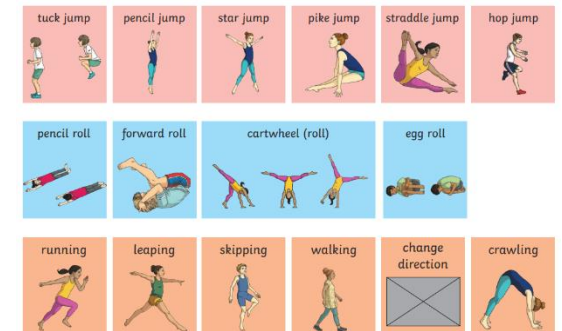 tuck jump
pencil jump
star jump
pike jump
straddle jump
hop jump
pencil roll
forward roll
cartwheel (roll)
egg roll
running
leaping
skipping
walking
change
direction
crawling